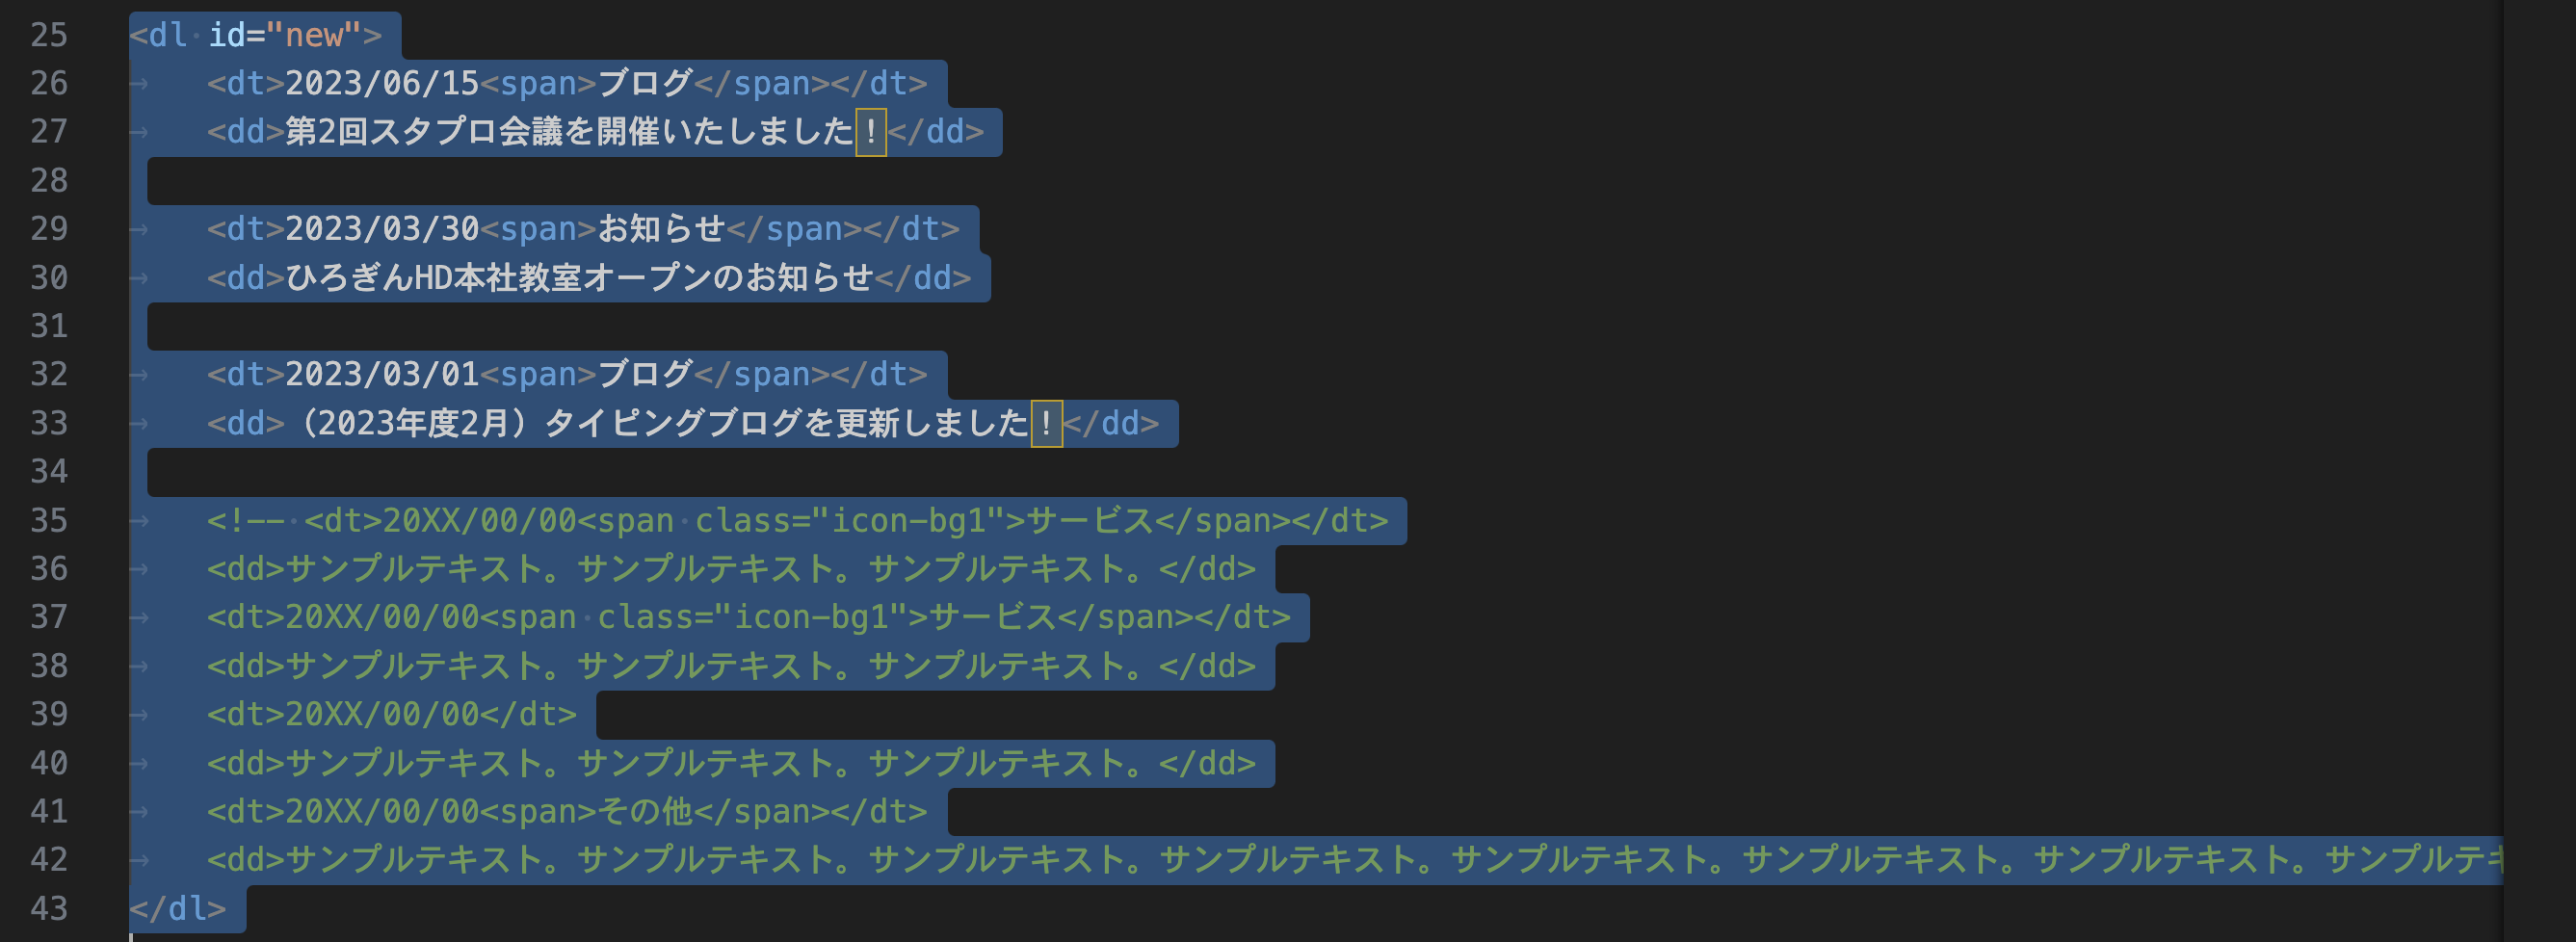 25 <dl id="new">
26 <dt>2023/06/15<span>ブログ</span></dt>
27 <dd>第2回スタプロ会議を開催いたしました！</dd>
28
29 <dt>2023/03/30<span>お知らせ</span></dt>
30 <dd>ひろぎんHD本社教室オープンのお知らせ</dd>
31
32 <dt>2023/03/01<span>ブログ</span></dt>
33 <dd>（2023年度2月）タイピングブログを更新しました！</dd>
34
35 <!-- <dt>20XX/00/00<span class="icon-bg1">サービス</span></dt>
36 <dd>サンプルテキスト。サンプルテキスト。サンプルテキスト。</dd>
37 <dt>20XX/00/00<span class="icon-bg1">サービス</span></dt>
38 <dd>サンプルテキスト。サンプルテキスト。サンプルテキスト。</dd>
39 <dt>20XX/00/00</dt>
40 <dd>サンプルテキスト。サンプルテキスト。サンプルテキスト。</dd>
41 <dt>20XX/00/00<span>その他</span></dt>
42 <dd>サンプルテキスト。サンプルテキスト。サンプルテキスト。サンプルテキスト。サンプルテキスト。サンプルテキスト。サンプルテキスト。サンプルテキ
43 </dl>